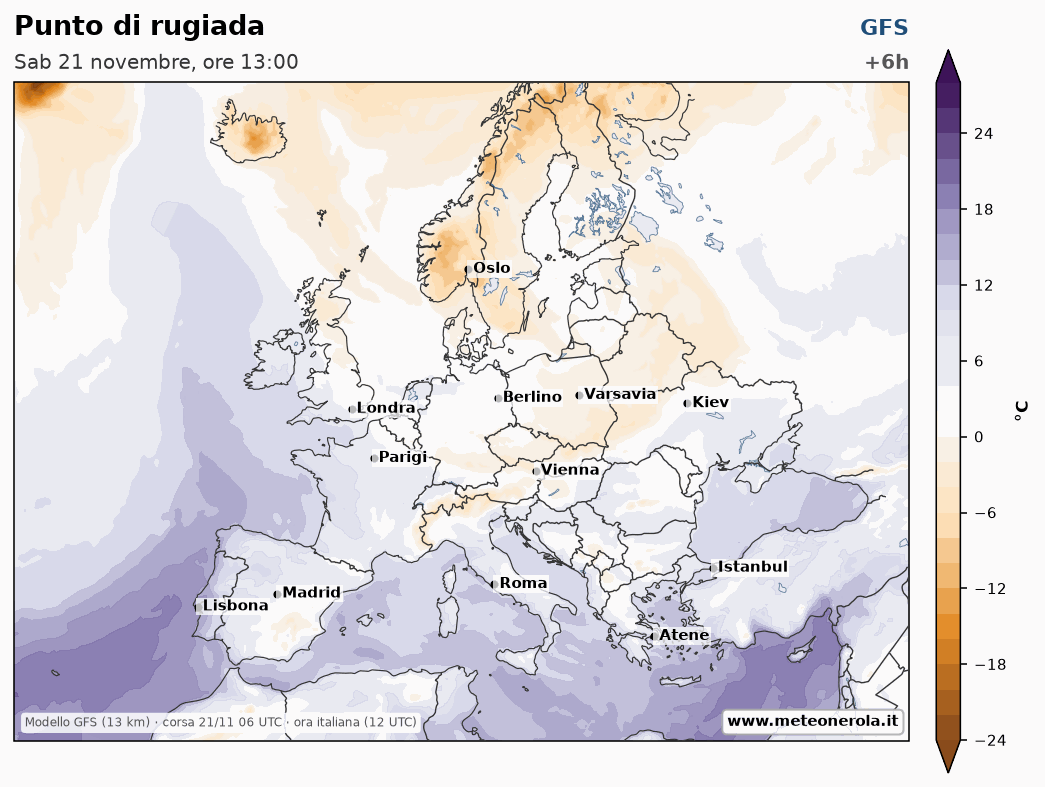 Punto di rugiada
GFS
Sab 21 novembre, ore 13:00
+6h
Oslo
Berlino
Varsavia
Kiev
Londra
Parigi
Vienna
Istanbul
Roma
Madrid
Lisbona
Atene
Modello GFS (13 km) · corsa 21/11 06 UTC · ora italiana (12 UTC)
www.meteonerola.it
24
18
12
6
0
−6
−12
−18
−24
°C